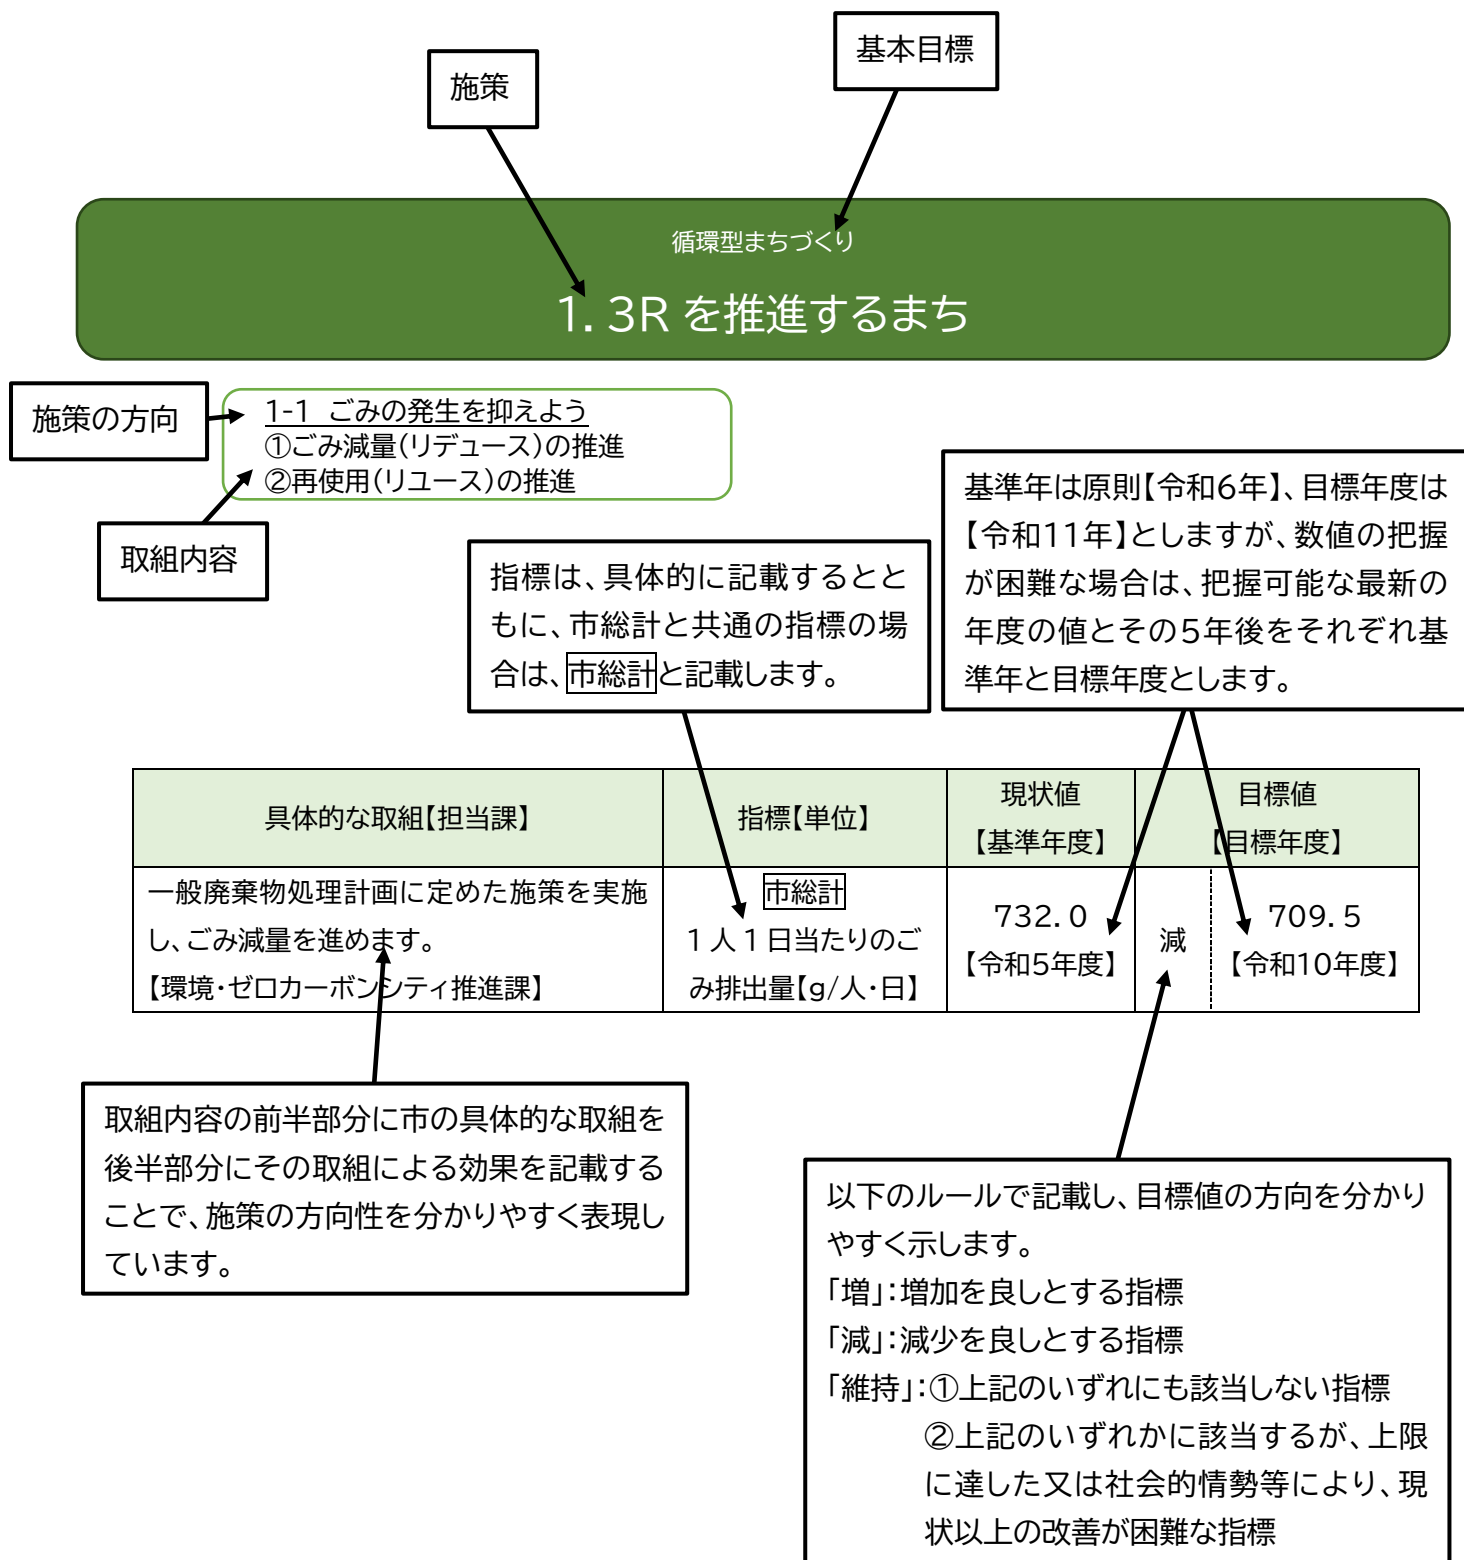 基本目標
施策
循環型まちづくり
1. 3R を推進するまち
施策の方向
1-1 ごみの発生を抑えよう
①ごみ減量(リデュース)の推進
②再使用(リユース)の推進
取組内容
指標は、具体的に記載するとと
もに、市総計と共通の指標の場
合は、市総計と記載します。
基準年は原則【令和6年】、目標年度は
【令和11年】としますが、数値の把握
が困難な場合は、把握可能な最新の
年度の値とその5年後をそれぞれ基
準年と目標年度とします。
具体的な取組【担当課】
指標【単位】
現状値
【基準年度】
目標値
【目標年度】
一般廃棄物処理計画に定めた施策を実施
し、ごみ減量を進めます。
【環境・ゼロカーボンシティ推進課】
市総計
1人1日当たりのご
み排出量【g/人・日】
732.0
【令和5年度】
減
709.5
【令和10年度】
取組内容の前半部分に市の具体的な取組を
後半部分にその取組による効果を記載する
ことで、施策の方向性を分かりやすく表現し
ています。
以下のルールで記載し、目標値の方向を分かり
やすく示します。
「増」:増加を良しとする指標
「減」:減少を良しとする指標
「維持」:①上記のいずれにも該当しない指標
②上記のいずれかに該当するが、上限
に達した又は社会的情勢等により、現
状以上の改善が困難な指標